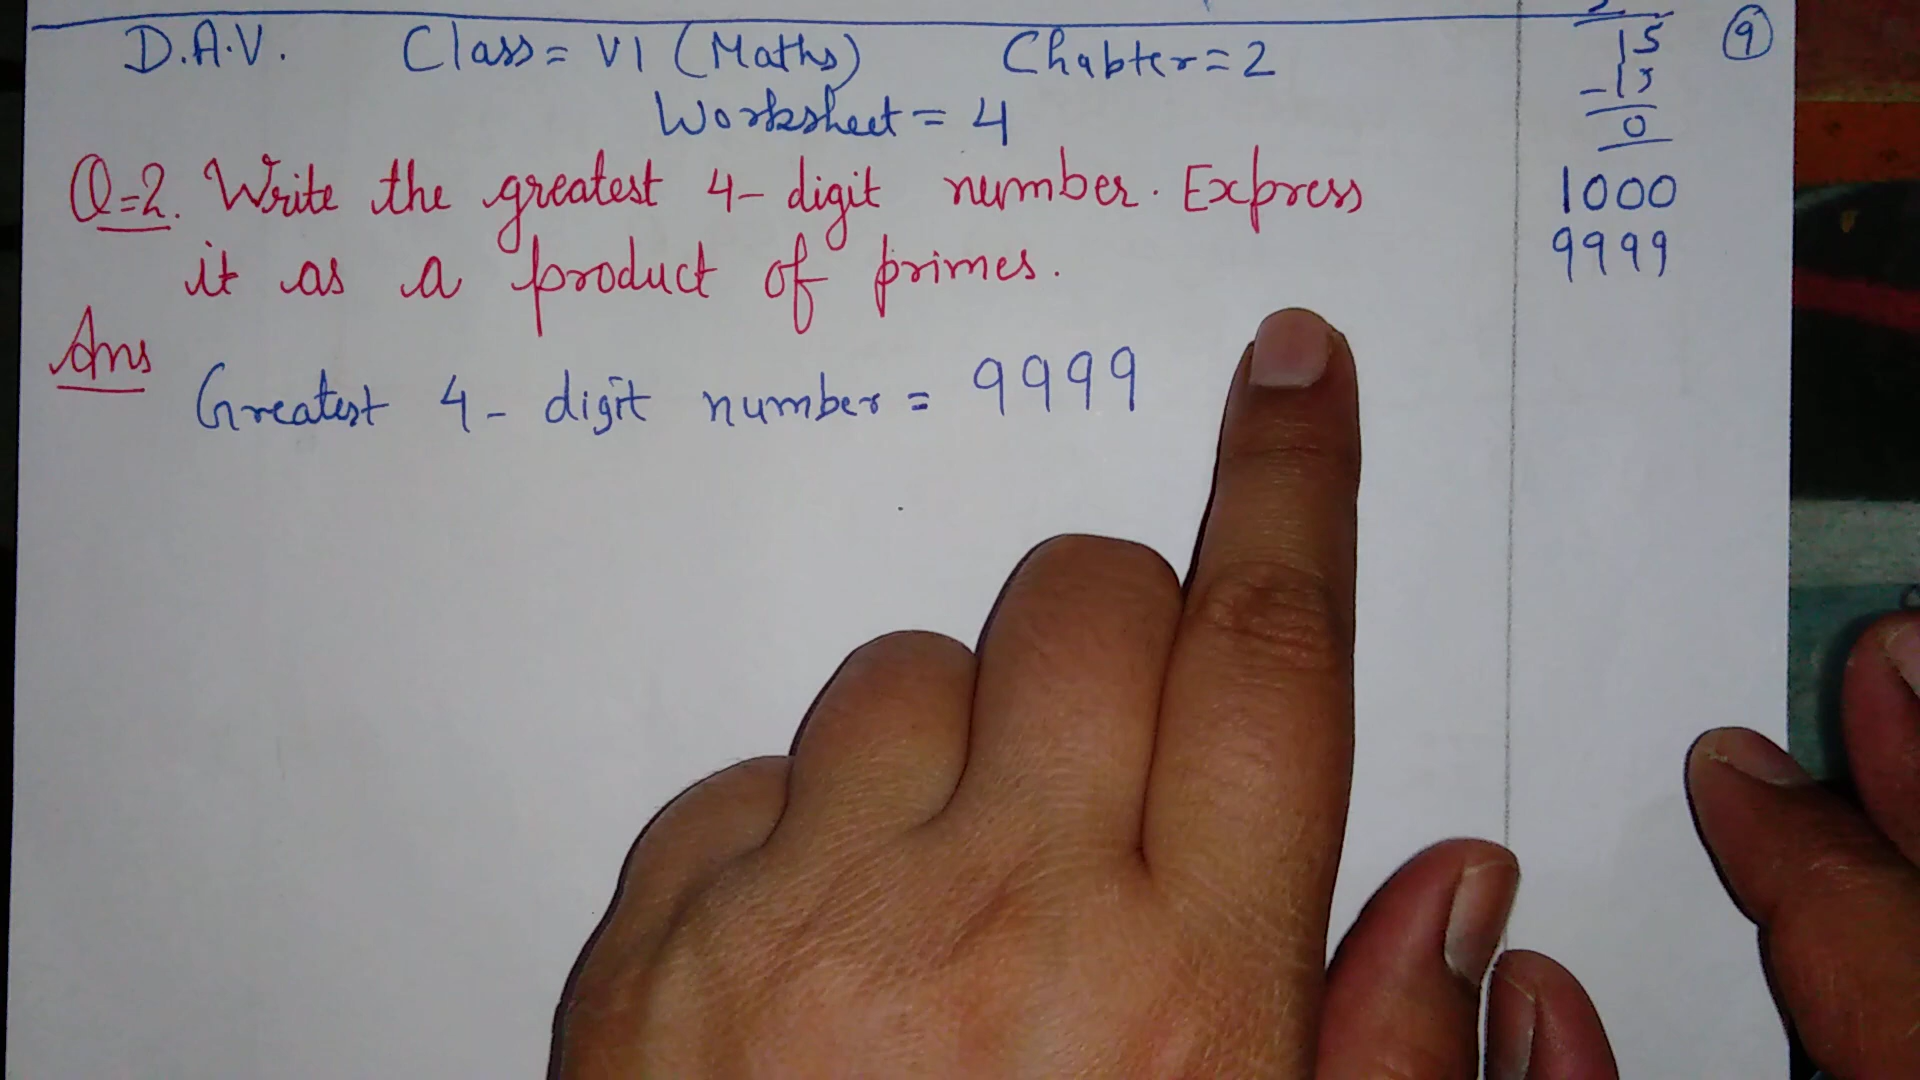 D.A.V. Class = VI (Maths) Chapter = 2
Worksheet = 4
Q=2. Write the greatest 4-digit number. Express
it as a product of primes.
Ans
Greatest 4-digit number = 9999
9
15
-15
0
1000
9999